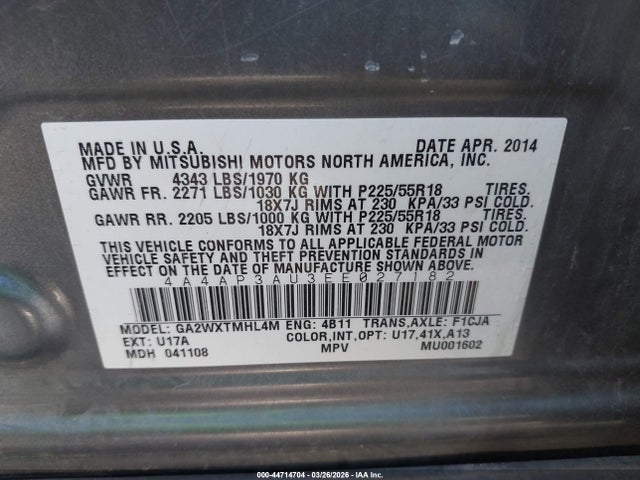 MADE IN U.S.A. DATE APR. 2014
MFD BY MITSUBISHI MOTORS NORTH AMERICA, INC.
GVWR 4343 LBS/1970 KG
GAWR FR. 2271 LBS/1030 KG WITH P225/55R18 TIRES.
18X7J RIMS AT 230 KPA/33 PSI COLD.
GAWR RR. 2205 LBS/1000 KG WITH P225/55R18 TIRES.
18X7J RIMS AT 230 KPA/33 PSI COLD.
THIS VEHICLE CONFORMS TO ALL APPLICABLE FEDERAL MOTOR
VEHICLE SAFETY AND THEFT PREVENTION STANDARDS IN
EFFECT ON THE DATE OF MANUFACTURE SHOWN ABOVE.
4A4AP3AU3EE027182
MODEL: GA2WXTMHL4M ENG: 4B11 TRANS,AXLE: F1CJA
EXT: U17A COLOR,INT,OPT: U17,41X,A13
MDH 041108 MPV MU001602
000-44714704 | 03/26/2026 | IAA Inc.